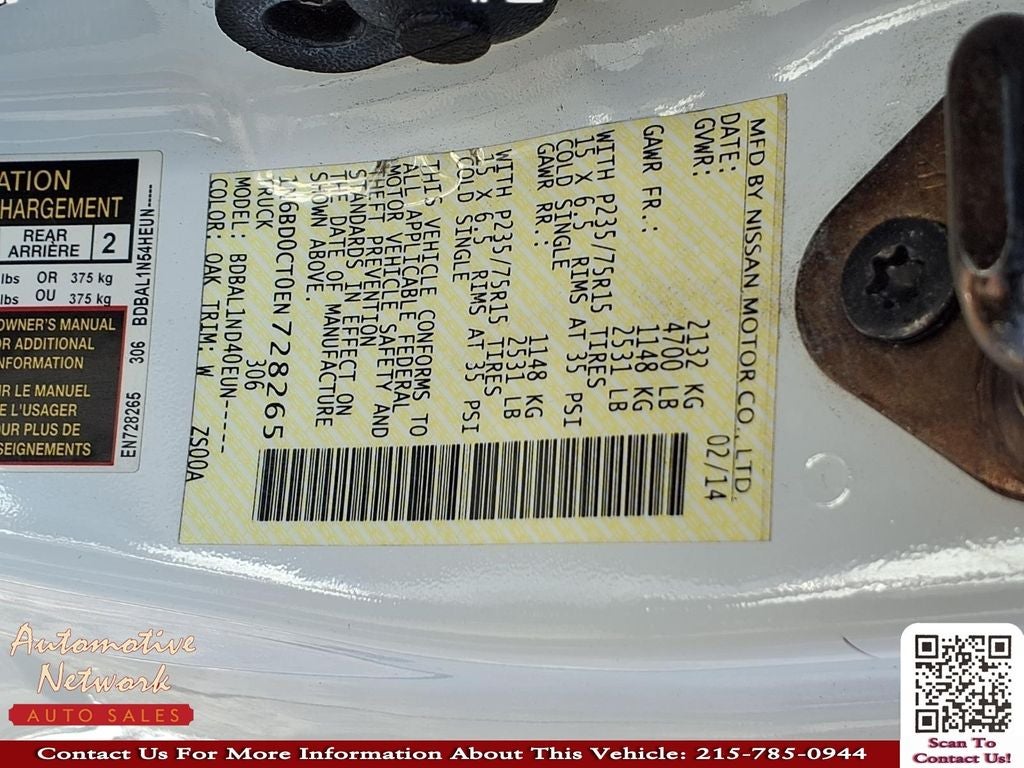 MFD BY NISSAN MOTOR CO., LTD.
DATE: 02/14
GVWR: 2132 KG
4700 LB
GAWR FR.: 1148 KG
2531 LB
WITH P235/75R15 TIRES
15 X 6.5 RIMS AT 35 PSI
COLD SINGLE
GAWR RR.: 1148 KG
2531 LB
WITH P235/75R15 TIRES
15 X 6.5 RIMS AT 35 PSI
COLD SINGLE
THIS VEHICLE CONFORMS TO
ALL APPLICABLE FEDERAL
MOTOR VEHICLE SAFETY AND
THEFT PREVENTION
STANDARDS IN EFFECT ON
THE DATE OF MANUFACTURE
SHOWN ABOVE.
1N6BD0CT0EN728265
TRUCK 306
MODEL: BDBAL1ND4DEUN-----
COLOR: QAK TRIM: W ZS00A
ATION
HARGEMENT
REAR
ARRIÈRE 2
lbs OR 375 kg
lbs OU 375 kg
OWNER'S MANUAL
R ADDITIONAL
NFORMATION
R LE MANUEL
E L'USAGER
UR PLUS DE
SEIGNEMENTS
EN728265 306 BDBAL1N54HEUN-----
Automotive
Network
AUTO SALES
Scan To
Contact Us!
Contact Us For More Information About This Vehicle: 215-785-0944